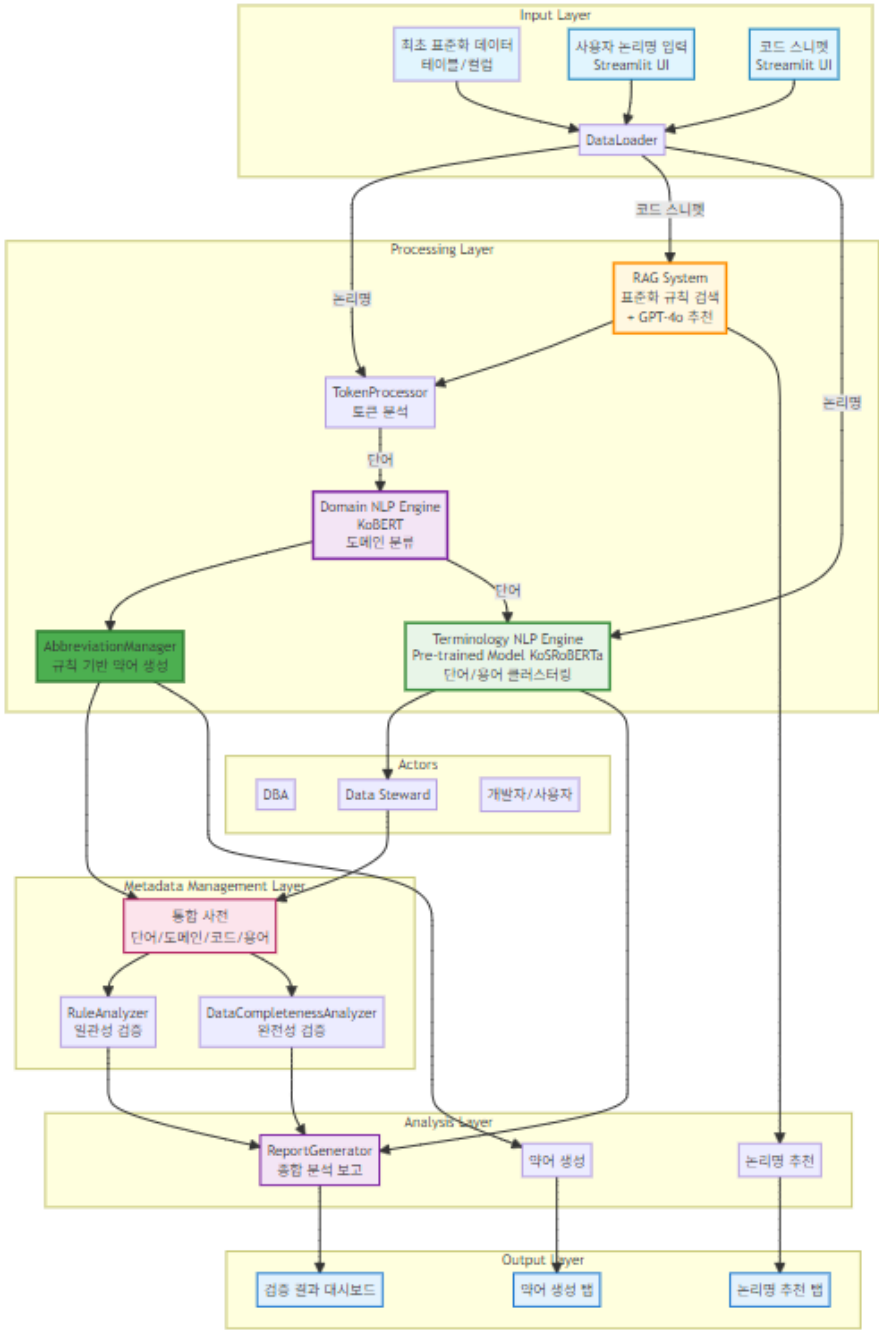 Input Layer
최초 표준화 데이터
테이블/컬럼
사용자 논리명 입력
Streamlit UI
코드 스니펫
Streamlit UI
DataLoader
코드 스니펫
Processing Layer
RAG System
표준화 규칙 검색
+ GPT-4o 추천
논리명
TokenProcessor
토큰 분석
논리명
단어
Domain NLP Engine
KoBERT
도메인 분류
단어
AbbreviationManager
규칙 기반 약어 생성
Terminology NLP Engine
Pre-trained Model KoSRoBERTa
단어/용어 클러스터링
Actors
DBA
Data Steward
개발자/사용자
Metadata Management Layer
통합 사전
단어/도메인/코드/용어
RuleAnalyzer
일관성 검증
DataCompletenessAnalyzer
완전성 검증
Analysis Layer
ReportGenerator
종합 분석 보고
약어 생성
논리명 추천
Output Layer
검증 결과 대시보드
약어 생성 탭
논리명 추천 탭